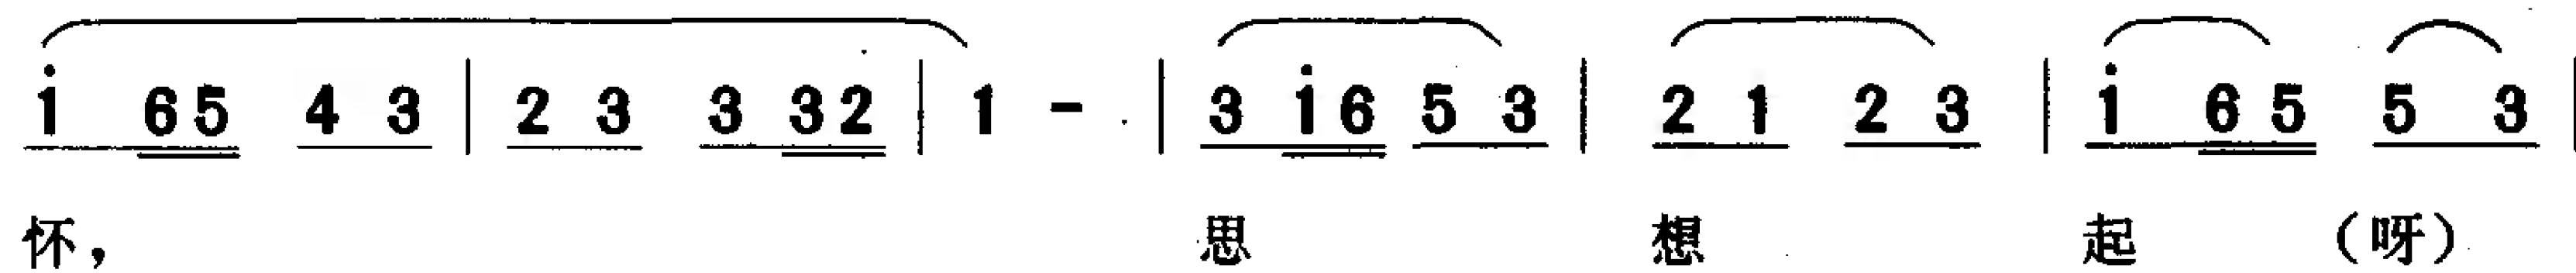 i 65 4 3 | 2 3 3 32 | 1 - | 3 i6 5 3 | 2 1 2 3 | i 65 5 3 |
怀， 思 想 起 （呀）